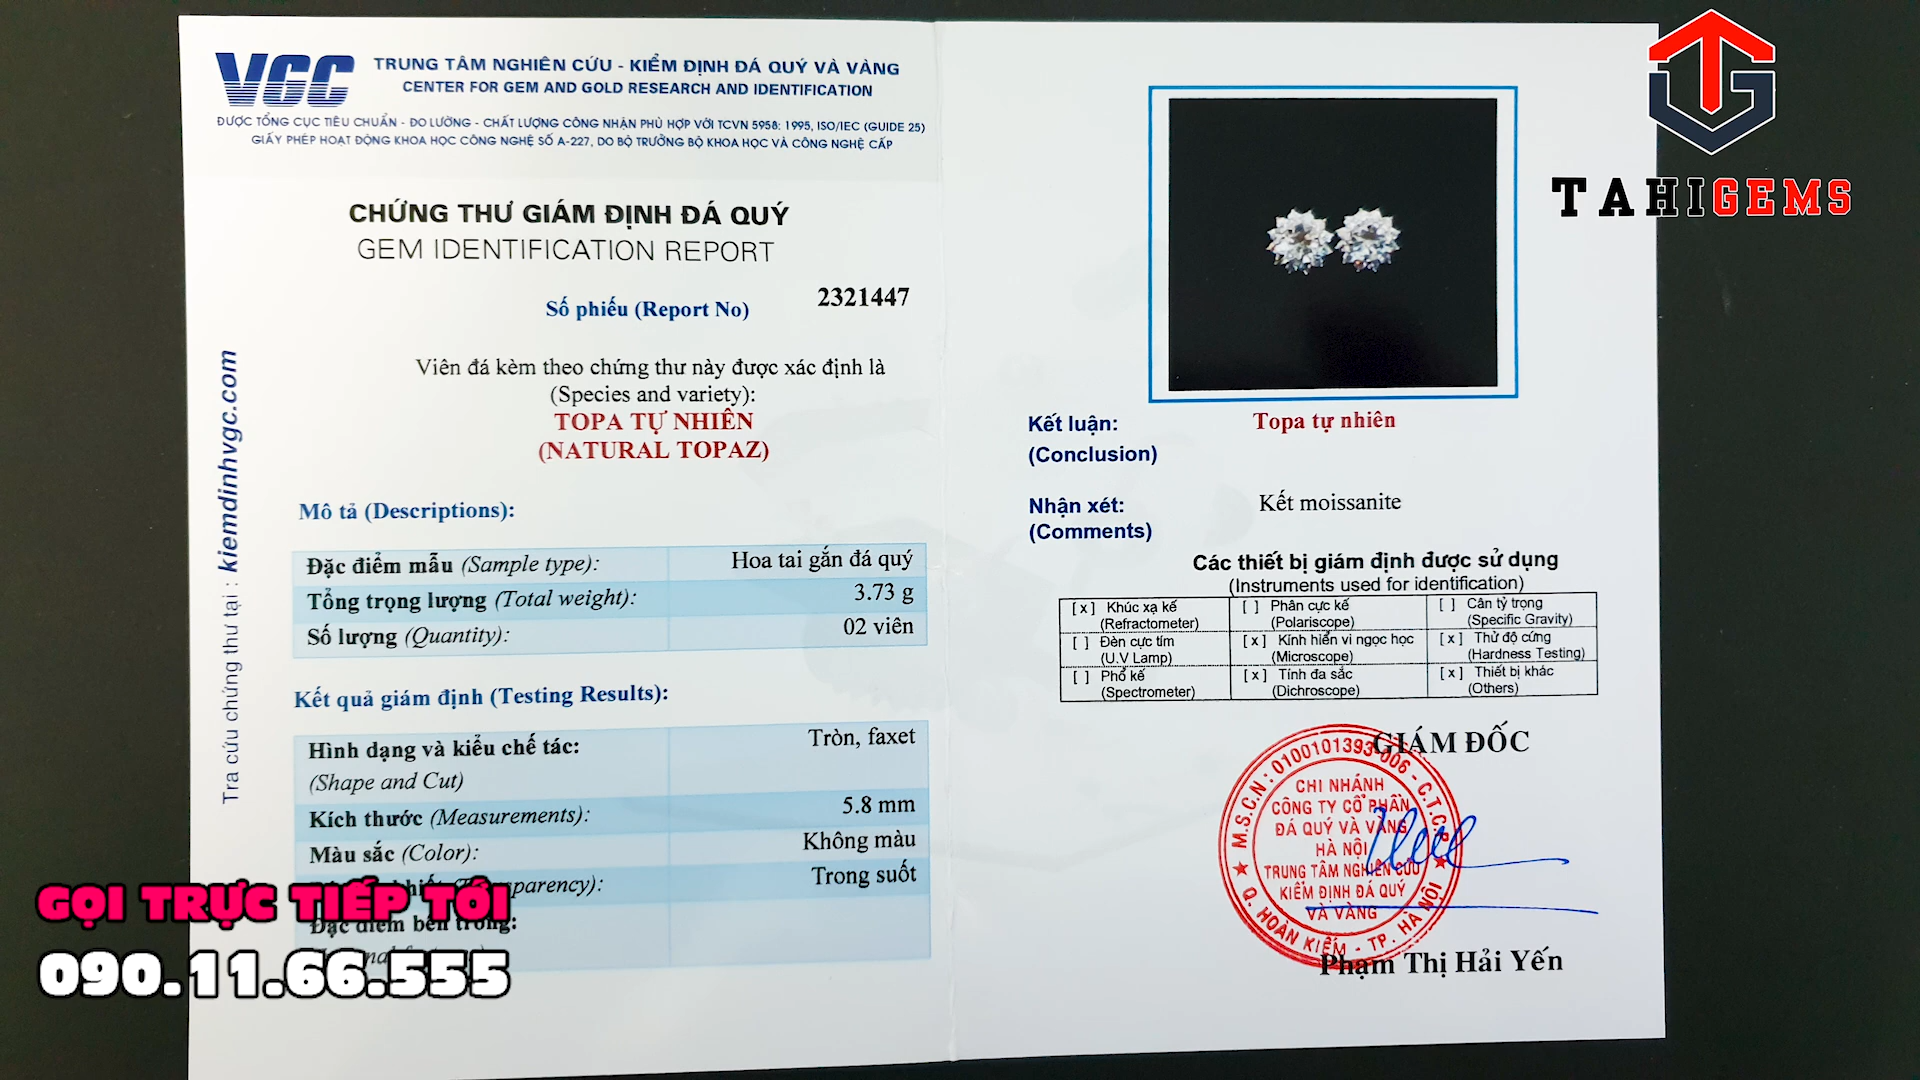 VGC
TRUNG TÂM NGHIÊN CỨU - KIỂM ĐỊNH ĐÁ QUÝ VÀ VÀNG
CENTER FOR GEM AND GOLD RESEARCH AND IDENTIFICATION
ĐƯỢC TỔNG CỤC TIÊU CHUẨN - ĐO LƯỜNG - CHẤT LƯỢNG CÔNG NHẬN PHÙ HỢP VỚI TCVN 5958: 1995, ISO/IEC (GUIDE 25)
GIẤY PHÉP HOẠT ĐỘNG KHOA HỌC CÔNG NGHỆ SỐ A-227, DO BỘ TRƯỞNG BỘ KHOA HỌC VÀ CÔNG NGHỆ CẤP
CHỨNG THƯ GIÁM ĐỊNH ĐÁ QUÝ
GEM IDENTIFICATION REPORT
Số phiếu (Report No) 2321447
Viên đá kèm theo chứng thư này được xác định là
(Species and variety):
TOPA TỰ NHIÊN
(NATURAL TOPAZ)
Mô tả (Descriptions):
Đặc điểm mẫu (Sample type): Hoa tai gắn đá quý
Tổng trọng lượng (Total weight): 3.73 g
Số lượng (Quantity): 02 viên
Kết quả giám định (Testing Results):
Hình dạng và kiểu chế tác: Tròn, faxet
(Shape and Cut)
Kích thước (Measurements): 5.8 mm
Màu sắc (Color): Không màu
Trong suốt
Đặc điểm bên trong:
Tra cứu chứng thư tại : kiemdinhvgc.com
GỌI TRỰC TIẾP TỚI
090.11.66.555
TAHIGEMS
Kết luận: Topa tự nhiên
(Conclusion)
Nhận xét: Kết moissanite
(Comments)
Các thiết bị giám định được sử dụng
(Instruments used for identification)
[x] Khúc xạ kế [ ] Phân cực kế [ ] Cân tỷ trọng
(Refractometer) (Polariscope) (Specific Gravity)
[ ] Đèn cực tím [x] Kính hiển vi ngọc học [x] Thử độ cứng
(U.V Lamp) (Microscope) (Hardness Testing)
[ ] Phổ kế [x] Tính đa sắc [x] Thiết bị khác
(Spectrometer) (Dichroscope) (Others)
GIÁM ĐỐC
M.S.C.N: 0100101393-006 - C.T.C.P
CHI NHÁNH
CÔNG TY CỔ PHẦN
ĐÁ QUÝ VÀ VÀNG
HÀ NỘI
TRUNG TÂM NGHIÊN CỨU
KIỂM ĐỊNH ĐÁ QUÝ
VÀ VÀNG
Q. HOÀN KIẾM - TP. HÀ NỘI
Phạm Thị Hải Yến